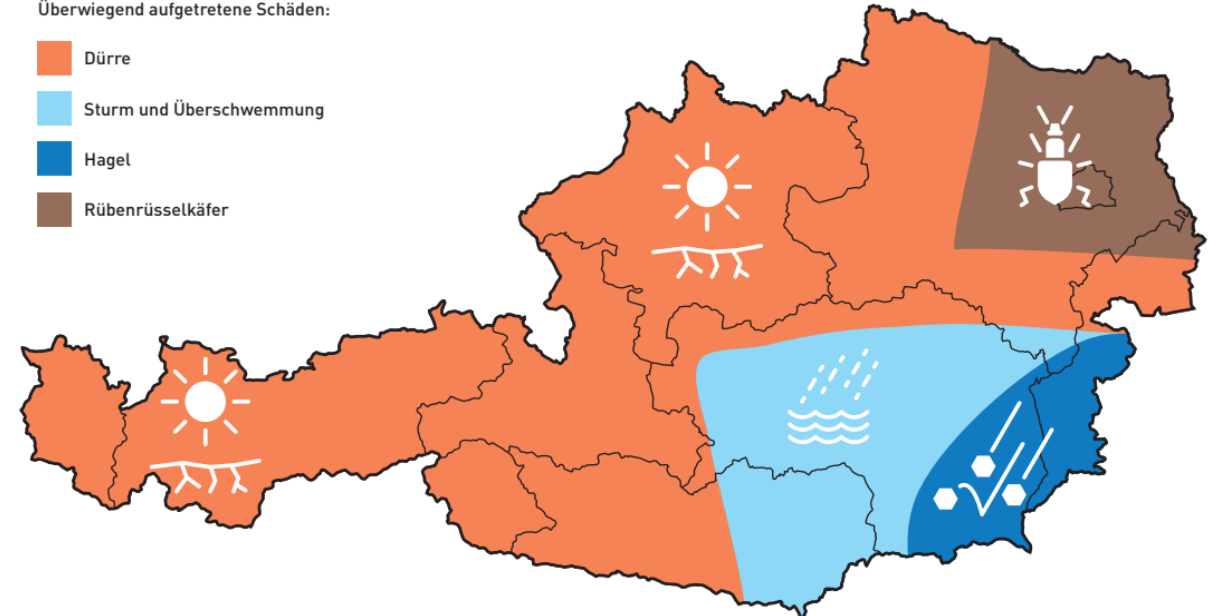 Überwiegend aufgetretene Schäden:
Dürre
Sturm und Überschwemmung
Hagel
Rübenrüsselkäfer